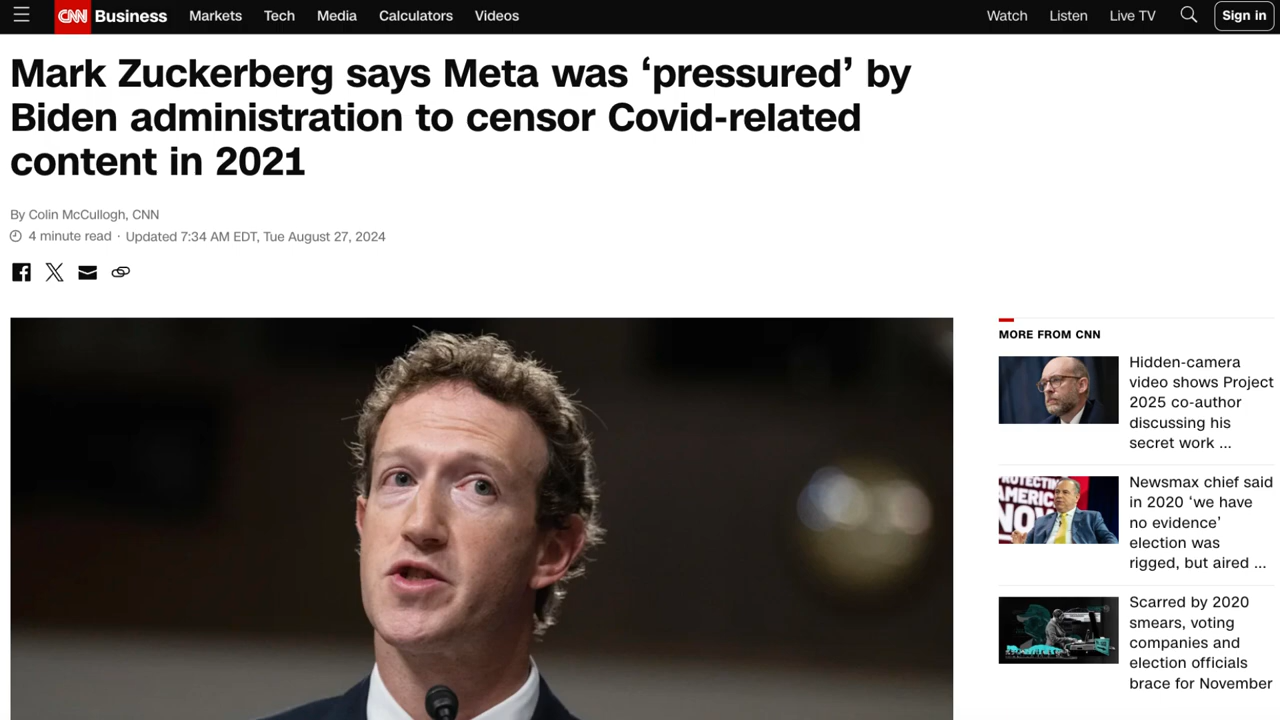 CNN Business Markets Tech Media Calculators Videos Watch Listen Live TV Sign in
Mark Zuckerberg says Meta was ‘pressured’ by
Biden administration to censor Covid-related
content in 2021
By Colin McCullogh, CNN
4 minute read · Updated 7:34 AM EDT, Tue August 27, 2024
MORE FROM CNN
Hidden-camera
video shows Project
2025 co-author
discussing his
secret work ...
PROTECTING
AMERICA
NOW
Newsmax chief said
in 2020 ‘we have
no evidence’
election was
rigged, but aired ...
Scarred by 2020
smears, voting
companies and
election officials
brace for November